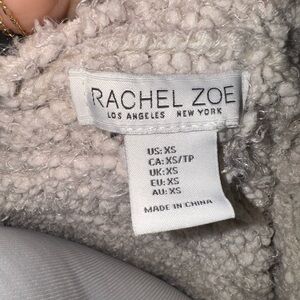 RACHEL ZOE
LOS ANGELES NEW YORK
US: XS
CA: XS/TP
UK: XS
EU: XS
AU: XS
MADE IN CHINA